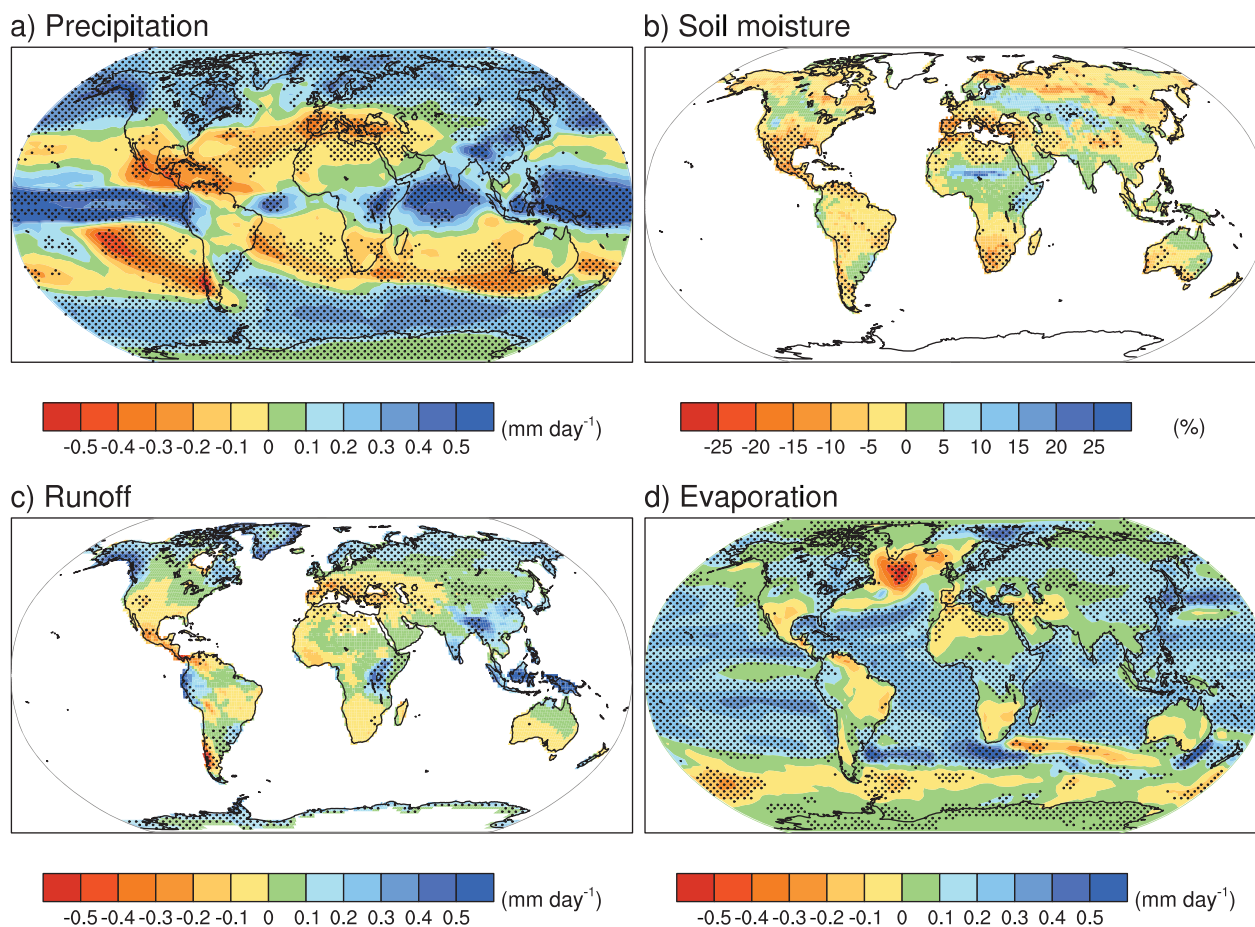 a) Precipitation
b) Soil moisture
-0.5 -0.4 -0.3 -0.2 -0.1 0 0.1 0.2 0.3 0.4 0.5 (mm day⁻¹)
-25 -20 -15 -10 -5 0 5 10 15 20 25 (%)
c) Runoff
d) Evaporation
-0.5 -0.4 -0.3 -0.2 -0.1 0 0.1 0.2 0.3 0.4 0.5 (mm day⁻¹)
-0.5 -0.4 -0.3 -0.2 -0.1 0 0.1 0.2 0.3 0.4 0.5 (mm day⁻¹)